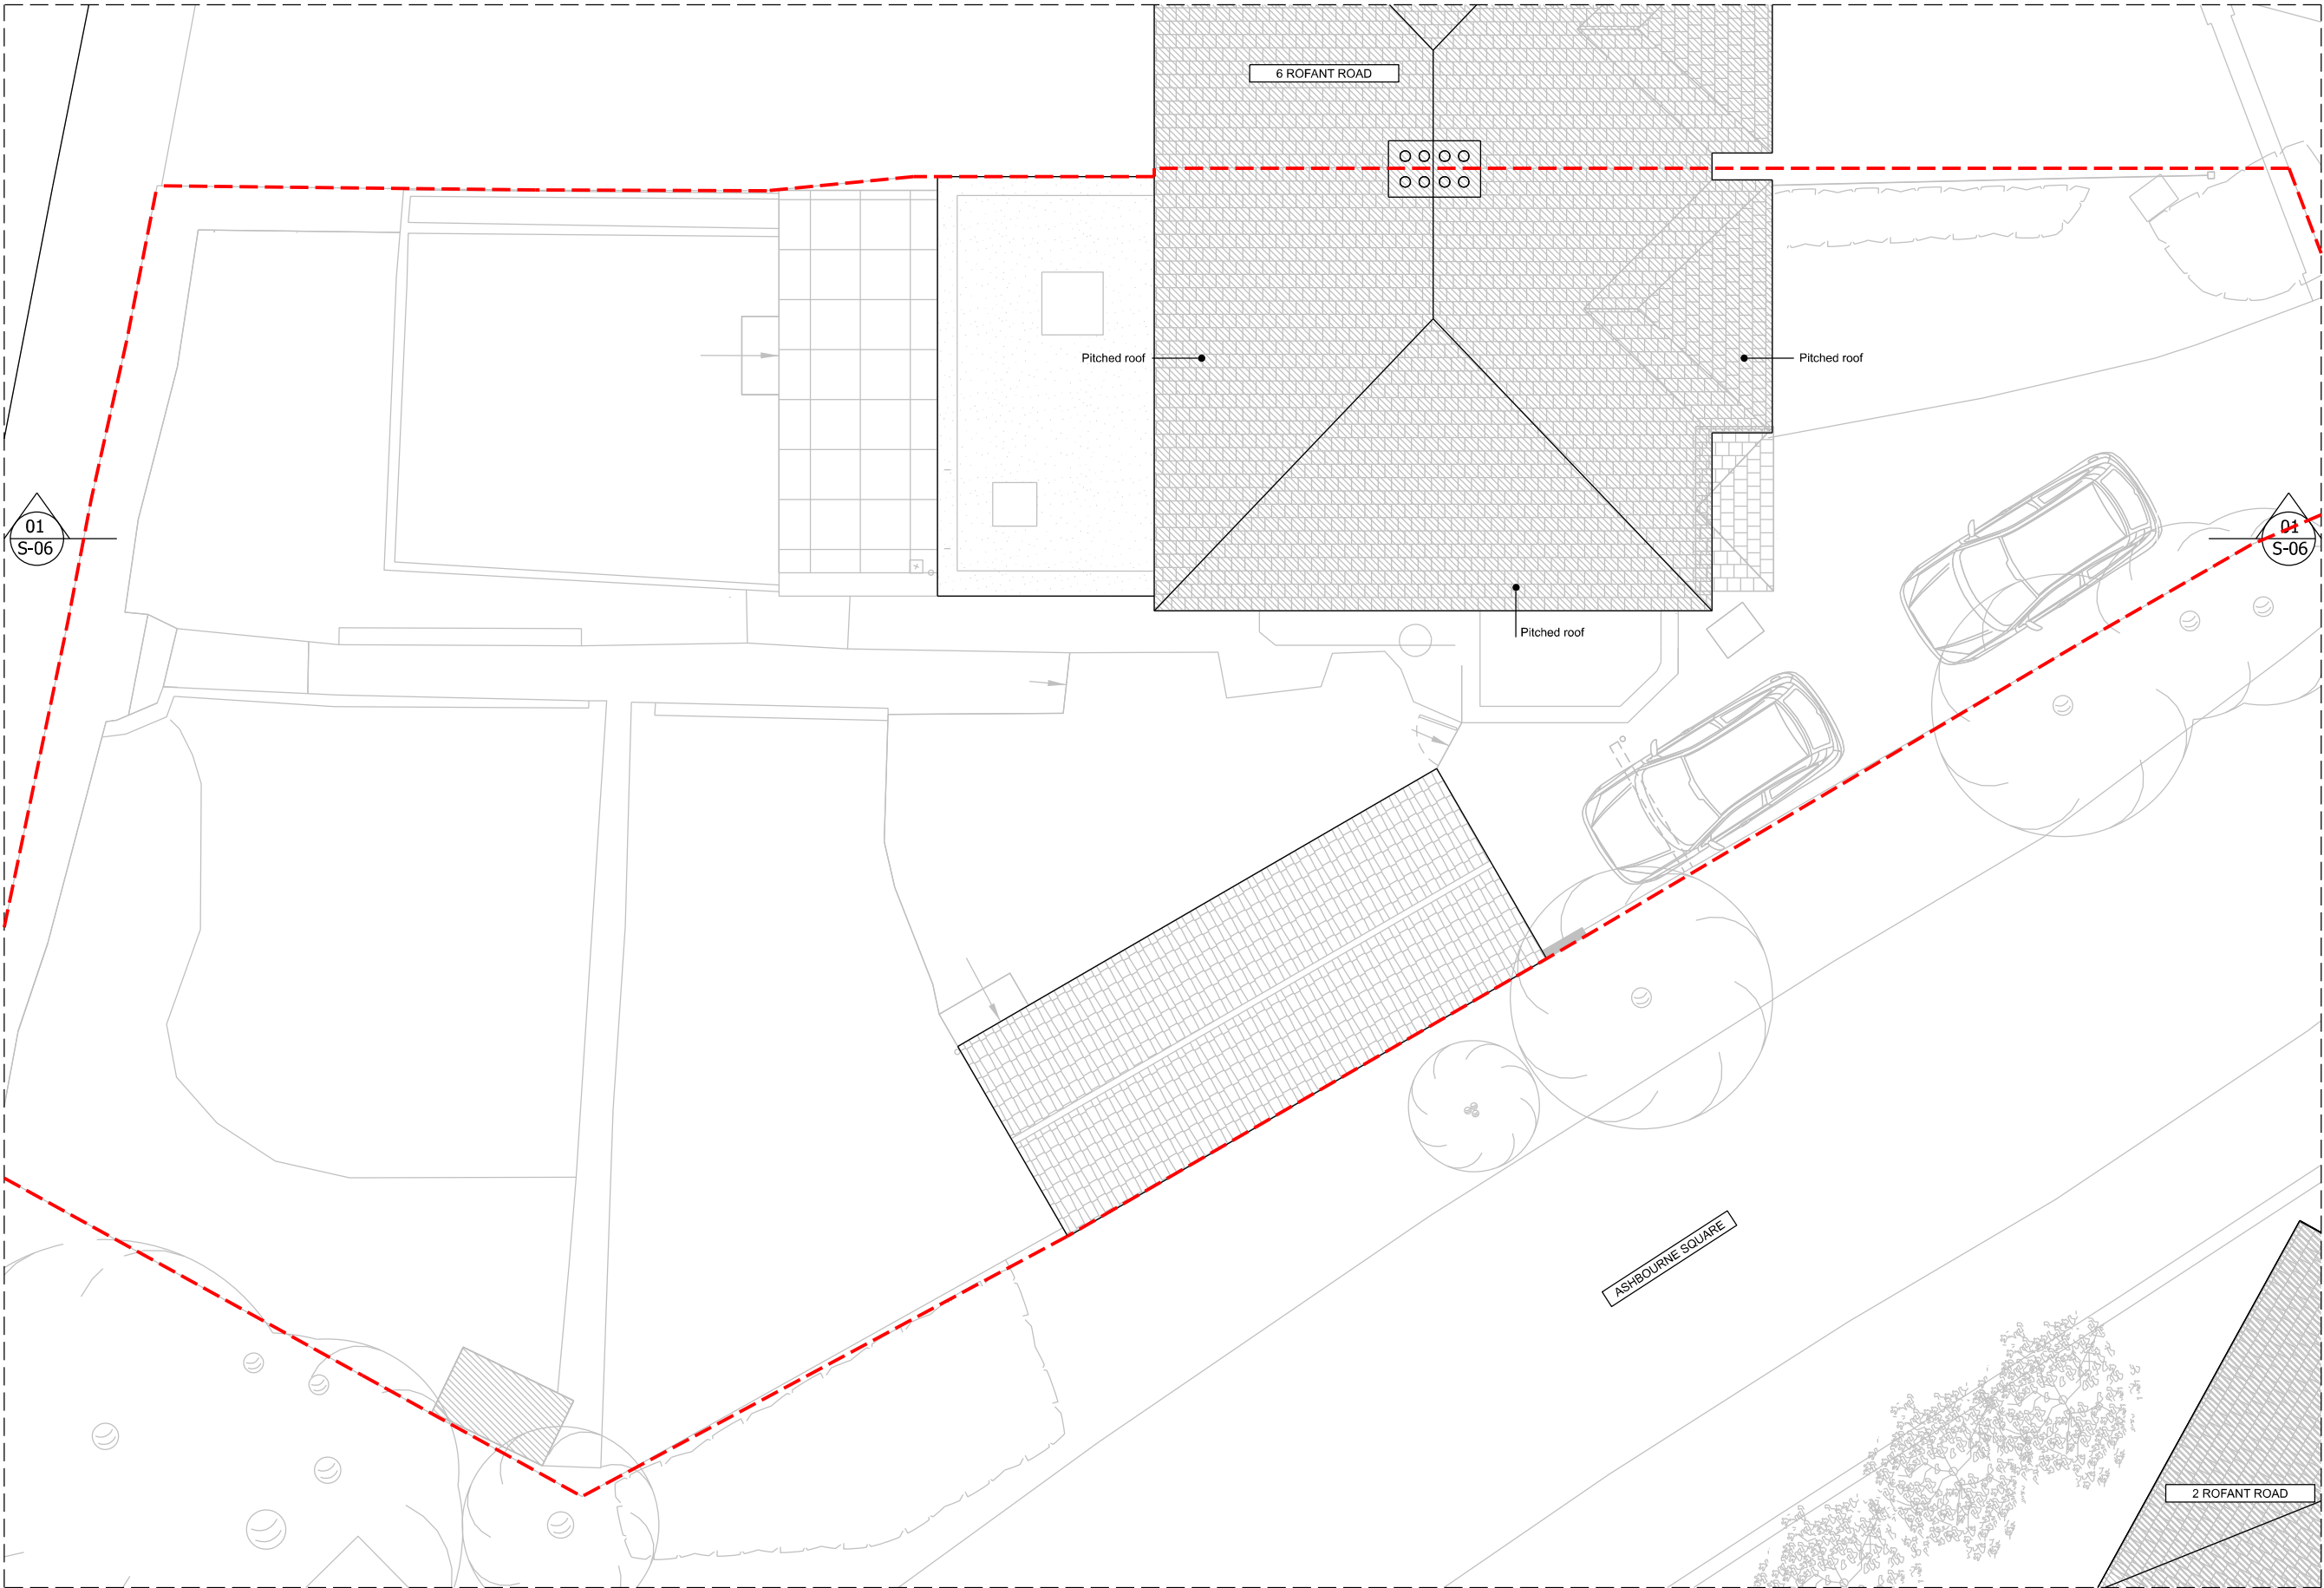 6 ROFANT ROAD
Pitched roof
Pitched roof
01
S-06
01
S-06
Pitched roof
ASHBOURNE SQUARE
2 ROFANT ROAD